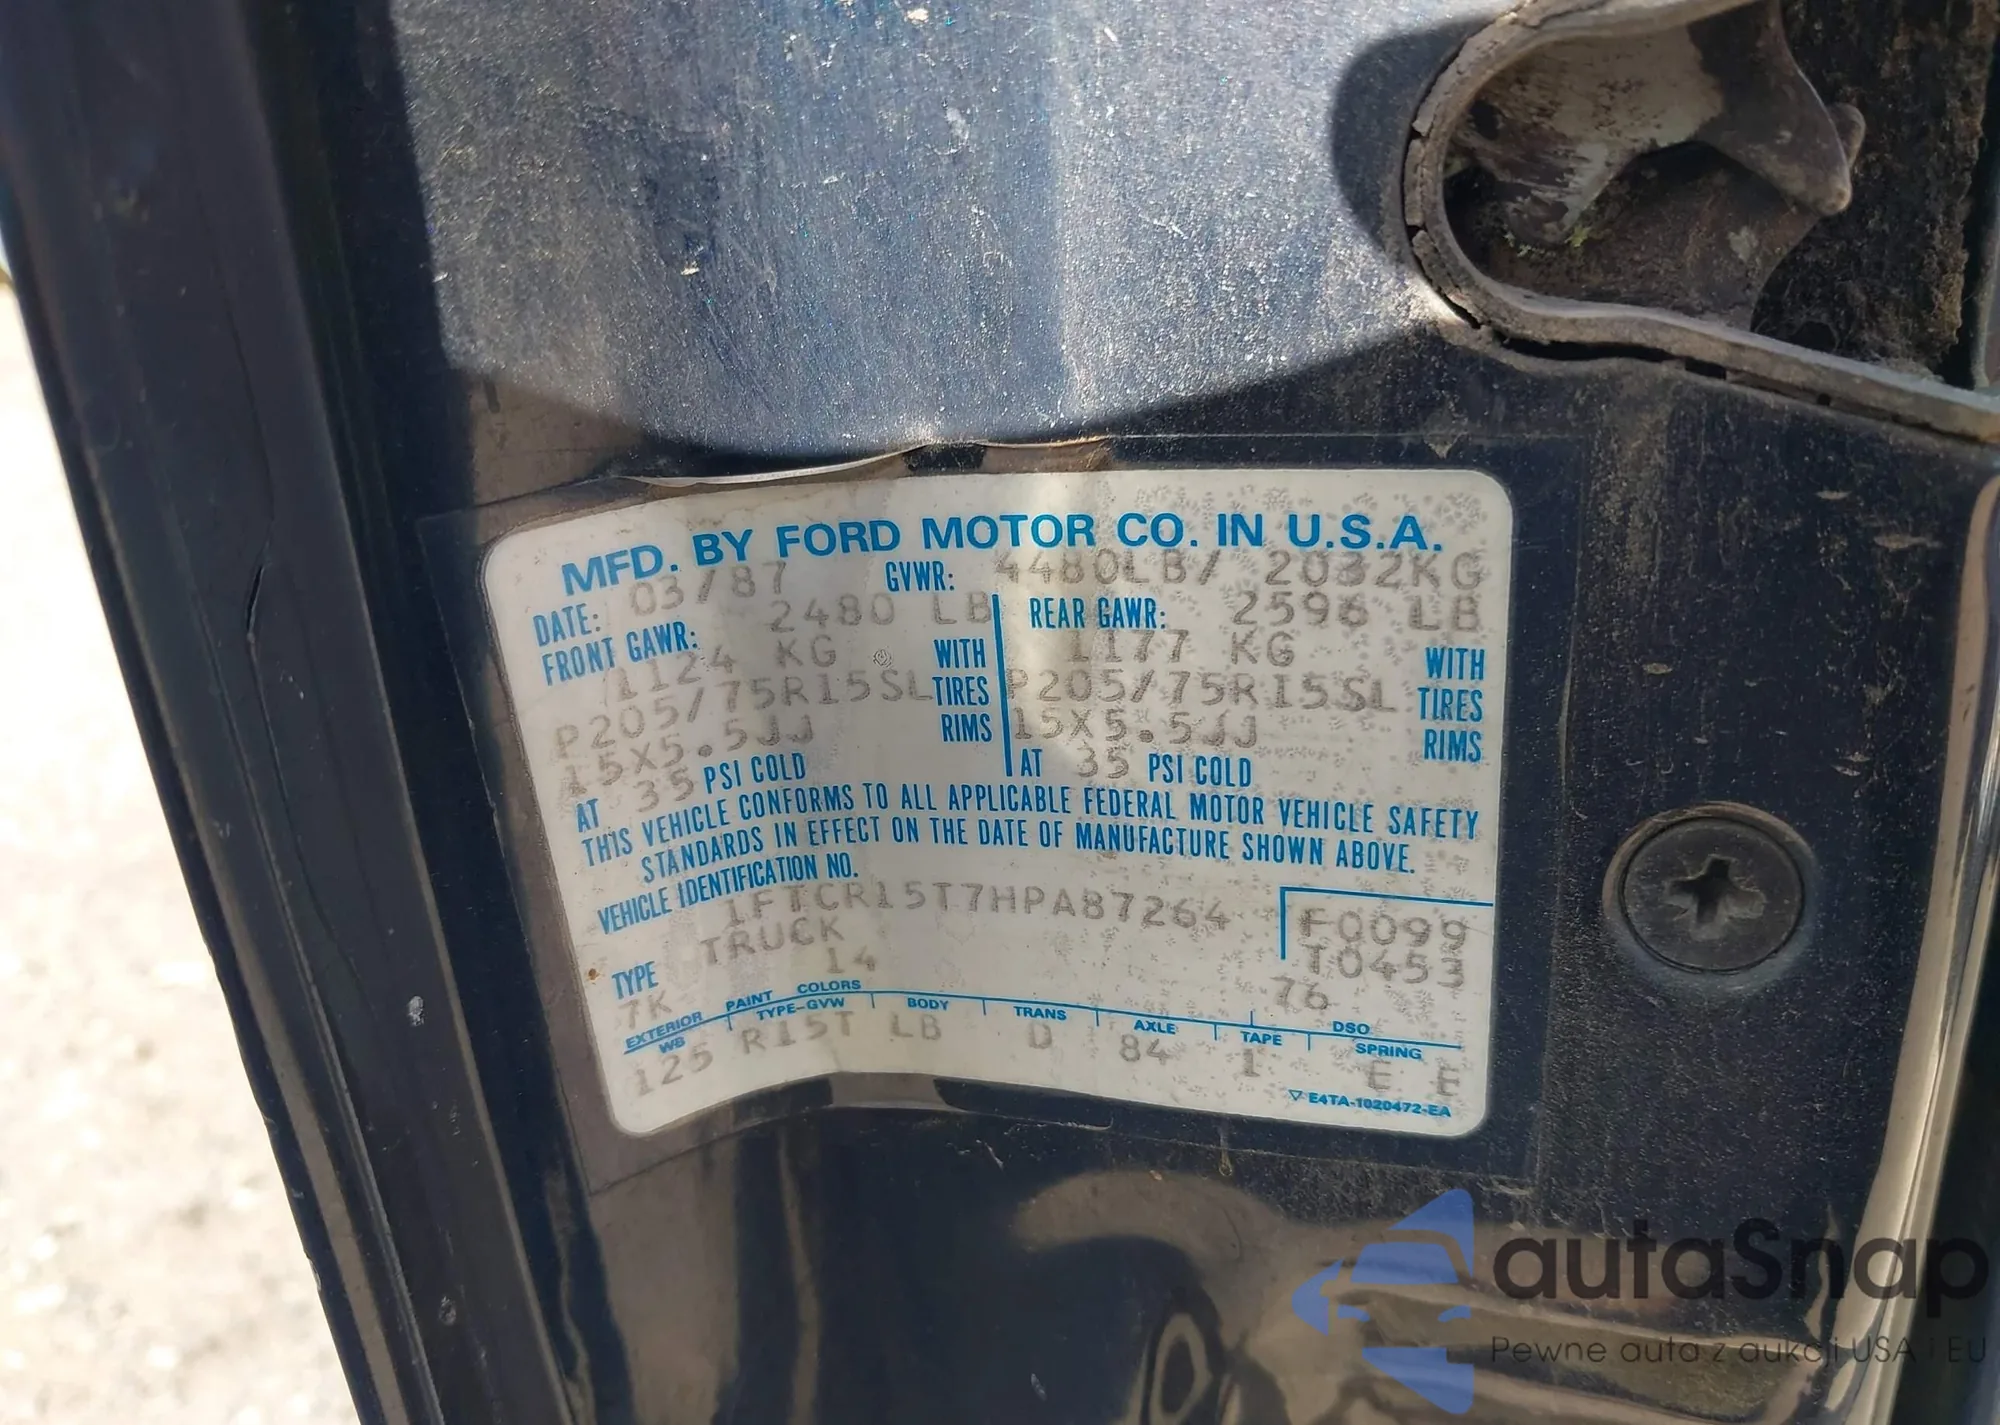 MFD. BY FORD MOTOR CO. IN U.S.A.
DATE: 03/87 GVWR: 4480LB/ 2032KG
FRONT GAWR: 2480 LB REAR GAWR: 2596 LB
/1124 KG WITH 1177 KG WITH
P205/75R15SL TIRES P205/75R15SL TIRES
15X5.5JJ RIMS 15X5.5JJ RIMS
AT 35 PSI COLD AT 35 PSI COLD
THIS VEHICLE CONFORMS TO ALL APPLICABLE FEDERAL MOTOR VEHICLE SAFETY
STANDARDS IN EFFECT ON THE DATE OF MANUFACTURE SHOWN ABOVE.
VEHICLE IDENTIFICATION NO.
1FTCR15T7HPA87264 F0099
TYPE TRUCK T0453
7K 14 76
EXTERIOR PAINT COLORS DSO
WB TYPE-GVW BODY TRANS AXLE TAPE SPRING
125 R15T LB D 84 1 E E
E4TA-1020472-EA
autaSnap
Pewne auta z aukcji USA i EU